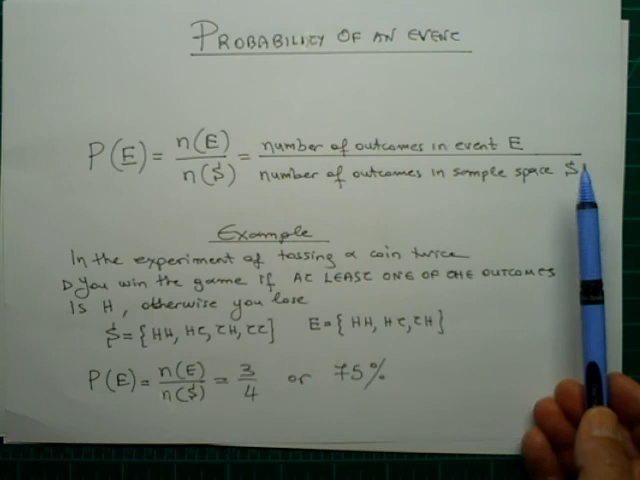 PROBABILITY OF AN EVENT
P(E) = n(E)/n($) = number of outcomes in event E / number of outcomes in sample space $
Example
In the experiment of tossing a coin twice
▷ You win the game if AT LEAST ONE OF THE OUTCOMES
IS H, otherwise you lose
$ = {HH, HT, TH, TT} E = {HH, HT, TH}
P(E) = n(E)/n($) = 3/4 or 75%